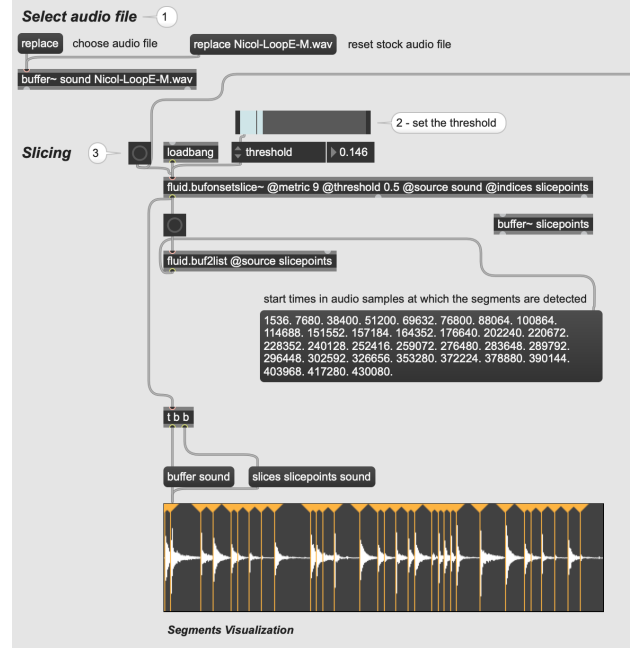 Select audio file 1
replace choose audio file replace Nicol-LoopE-M.wav reset stock audio file
buffer~ sound Nicol-LoopE-M.wav
2 - set the threshold
Slicing 3 loadbang threshold 0.146
fluid.bufonsetslice~ @metric 9 @threshold 0.5 @source sound @indices slicepoints
buffer~ slicepoints
fluid.buf2list @source slicepoints
start times in audio samples at which the segments are detected
1536. 7680. 38400. 51200. 69632. 76800. 88064. 100864.
114688. 151552. 157184. 164352. 176640. 202240. 220672.
228352. 240128. 252416. 259072. 276480. 283648. 289792.
296448. 302592. 326656. 353280. 372224. 378880. 390144.
403968. 417280. 430080.
t b b
buffer sound slices slicepoints sound
Segments Visualization